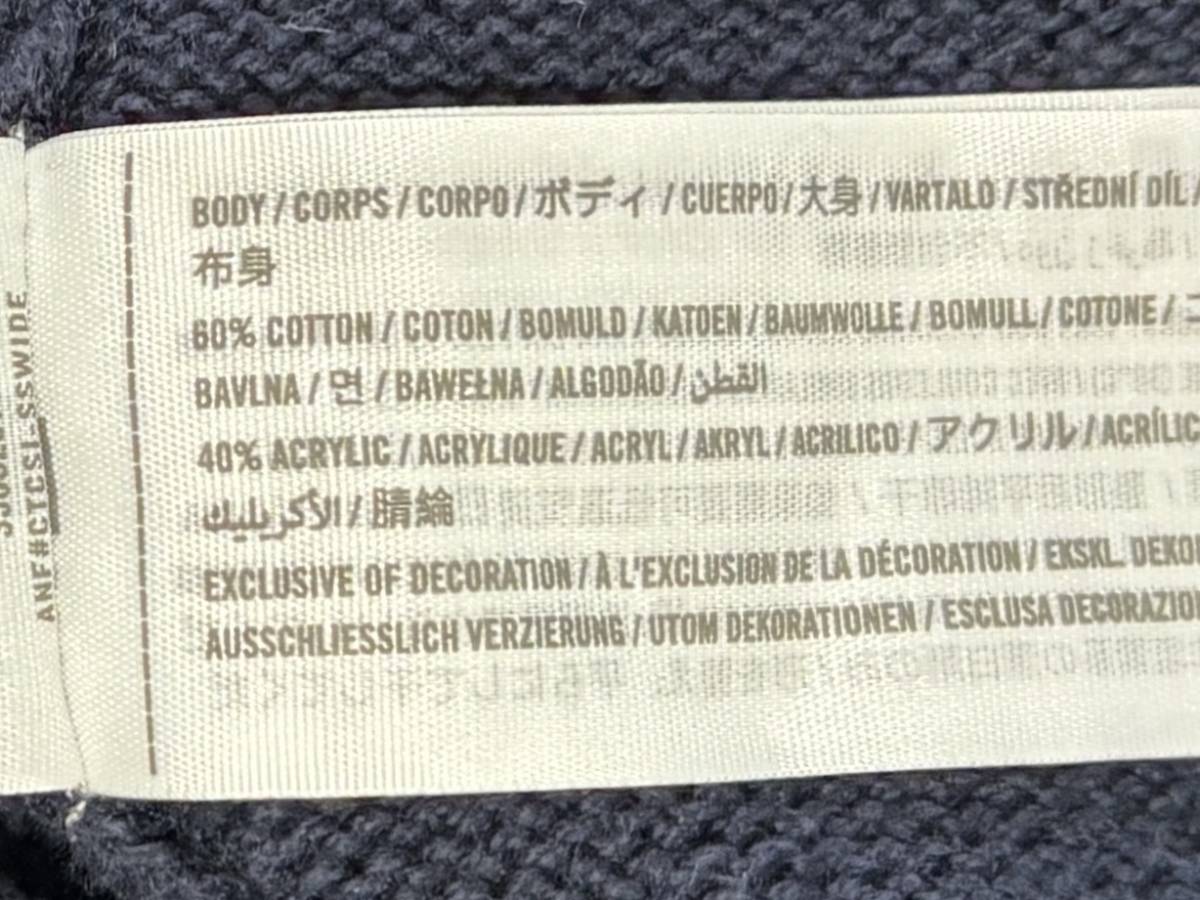 BODY / CORPS / CORPO / ボディ / CUERPO / 大身 / VARTALO / STŘEDNÍ DÍL /
布身
60% COTTON / COTON / BOMULD / KATOEN / BAUMWOLLE / BOMULL / COTONE /
BAVLNA / 면 / BAWEŁNA / ALGODÃO / القطن
40% ACRYLIC / ACRYLIQUE / ACRYL / AKRYL / ACRILICO / アクリル / ACRÍLIC
الأكريليك / 腈綸
EXCLUSIVE OF DECORATION / À L'EXCLUSION DE LA DÉCORATION / EKSKL. DEKO
AUSSCHLIESSLICH VERZIERUNG / UTOM DEKORATIONEN / ESCLUSA DECORAZIO
ANF#CTCSLSSWIDE